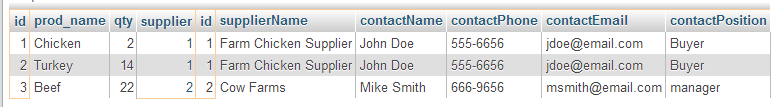 id prod_name qty supplier id supplierName contactName contactPhone contactEmail contactPosition
1 Chicken 2 1 1 Farm Chicken Supplier John Doe 555-6656 jdoe@email.com Buyer
2 Turkey 14 1 1 Farm Chicken Supplier John Doe 555-6656 jdoe@email.com Buyer
3 Beef 22 2 2 Cow Farms Mike Smith 666-9656 msmith@email.com manager